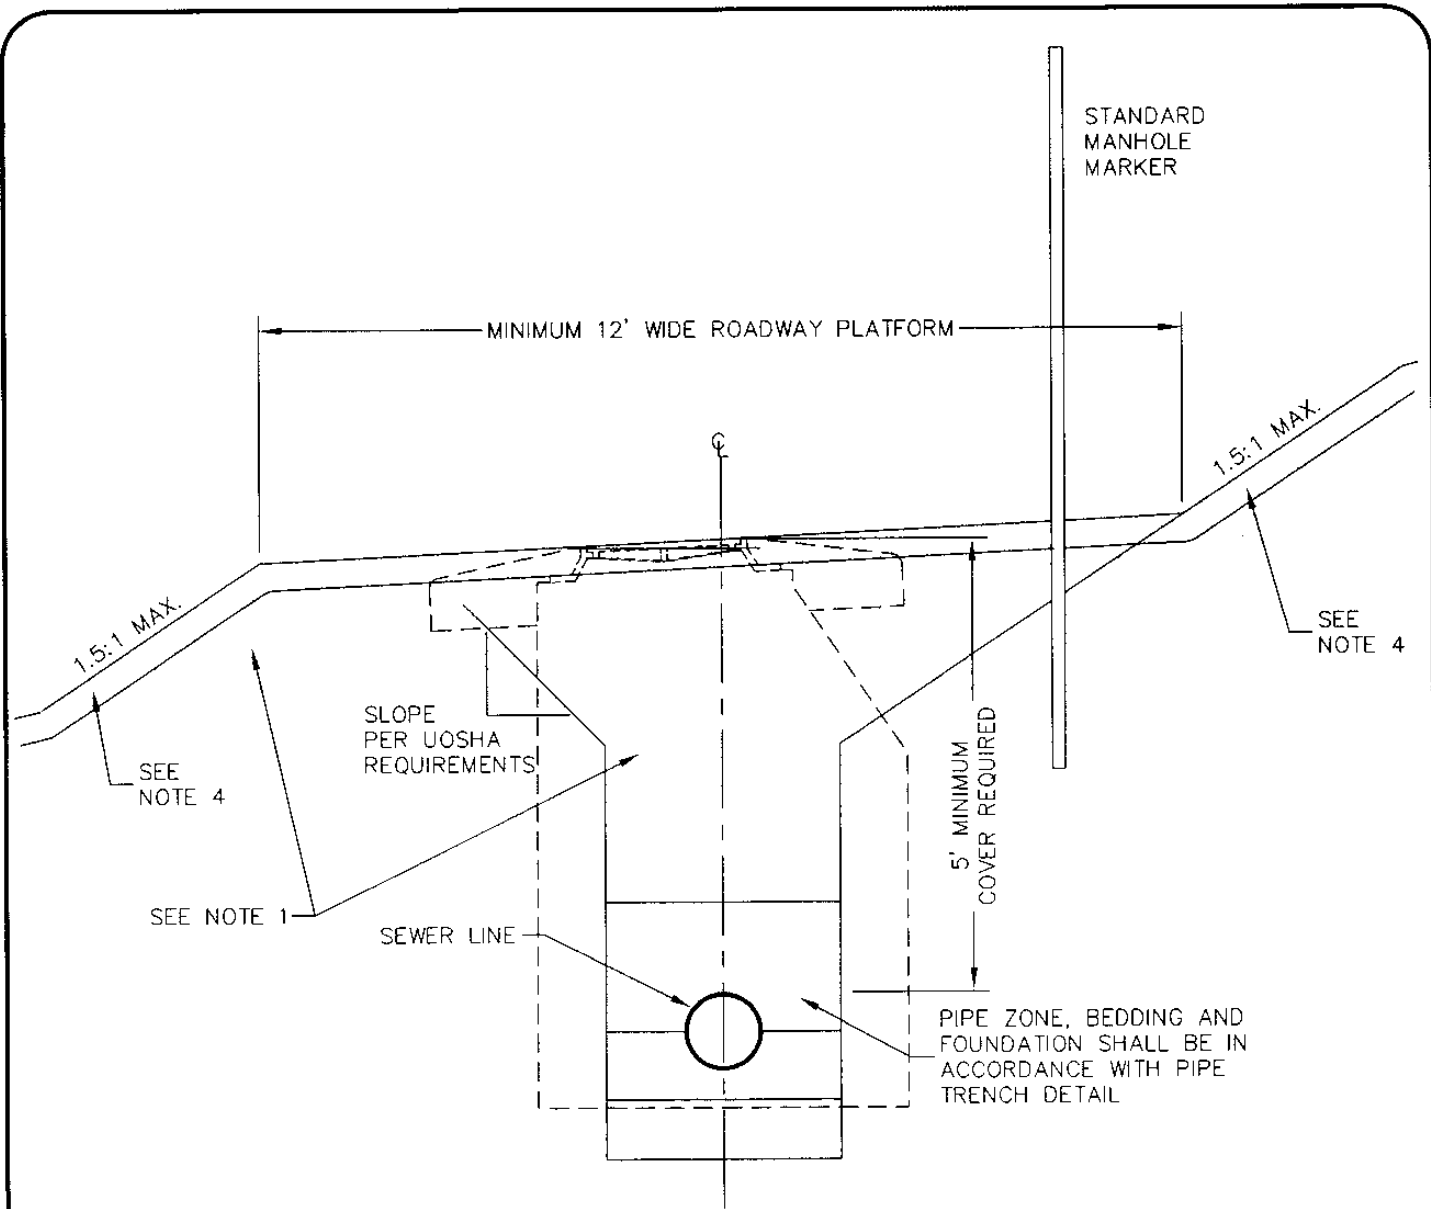 STANDARD
MANHOLE
MARKER
MINIMUM 12' WIDE ROADWAY PLATFORM
℄
1.5:1 MAX.
1.5:1 MAX.
SEE
NOTE 4
SLOPE
PER UOSHA
REQUIREMENTS
SEE
NOTE 4
5' MINIMUM
COVER REQUIRED
SEE NOTE 1
SEWER LINE
PIPE ZONE, BEDDING AND
FOUNDATION SHALL BE IN
ACCORDANCE WITH PIPE
TRENCH DETAIL